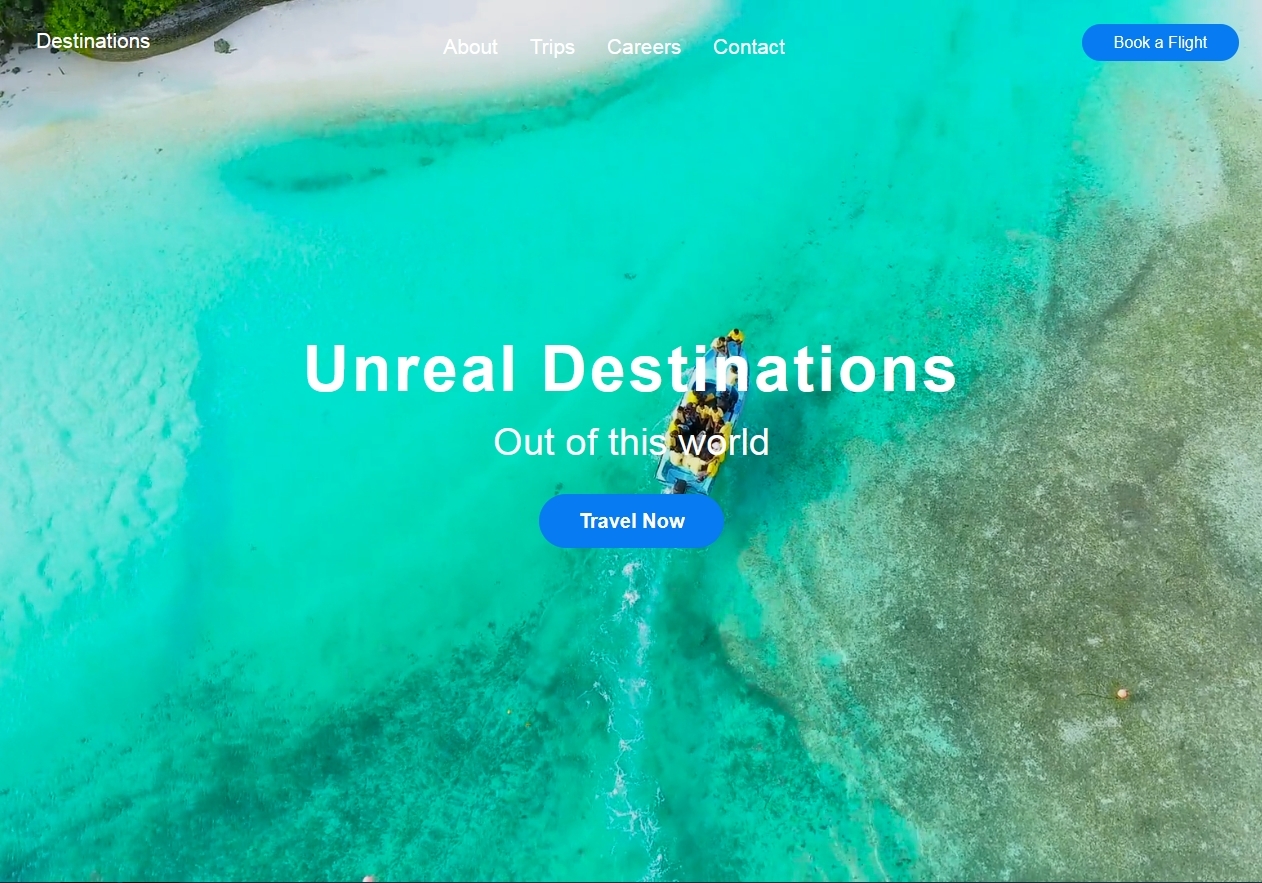 Destinations
About Trips Careers Contact
Book a Flight
Unreal Destinations
Out of this world
Travel Now